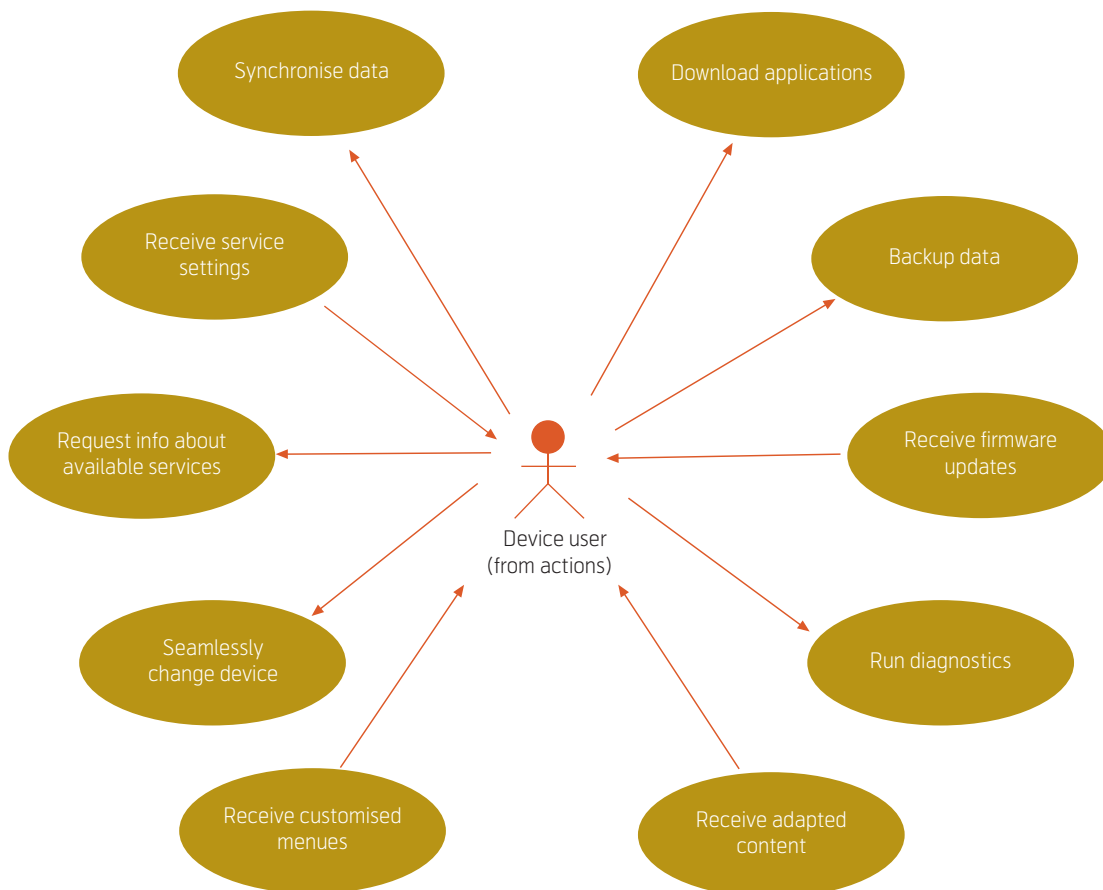 Synchronise data
Download applications
Receive service
settings
Backup data
Request info about
available services
Receive firmware
updates
Device user
(from actions)
Seamlessly
change device
Run diagnostics
Receive customised
menues
Receive adapted
content